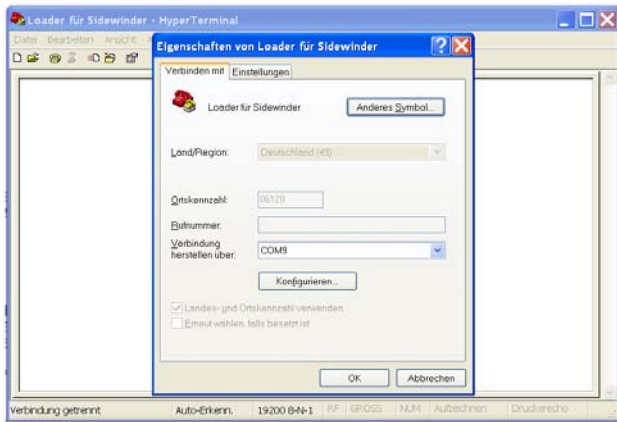 Loader für Sidewinder - HyperTerminal
Datei Bearbeiten Ansicht
Eigenschaften von Loader für Sidewinder
Verbinden mit Einstellungen
Loader für Sidewinder Anderes Symbol...
Land/Region: Deutschland (49)
Ortskennzahl: 06129
Rufnummer:
Verbindung herstellen über: COM9
Konfigurieren...
Landes- und Ortskennzahl verwenden
Erneut wählen, falls besetzt ist
OK Abbrechen
Verbindung getrennt Auto-Erkenn. 19200 8-N-1 RF GROSS NUM Aufzeichnen Druckerecho